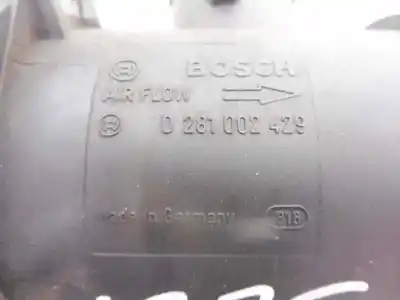 BOSCH
AIR FLOW
0 281 002 429
Made in Germany